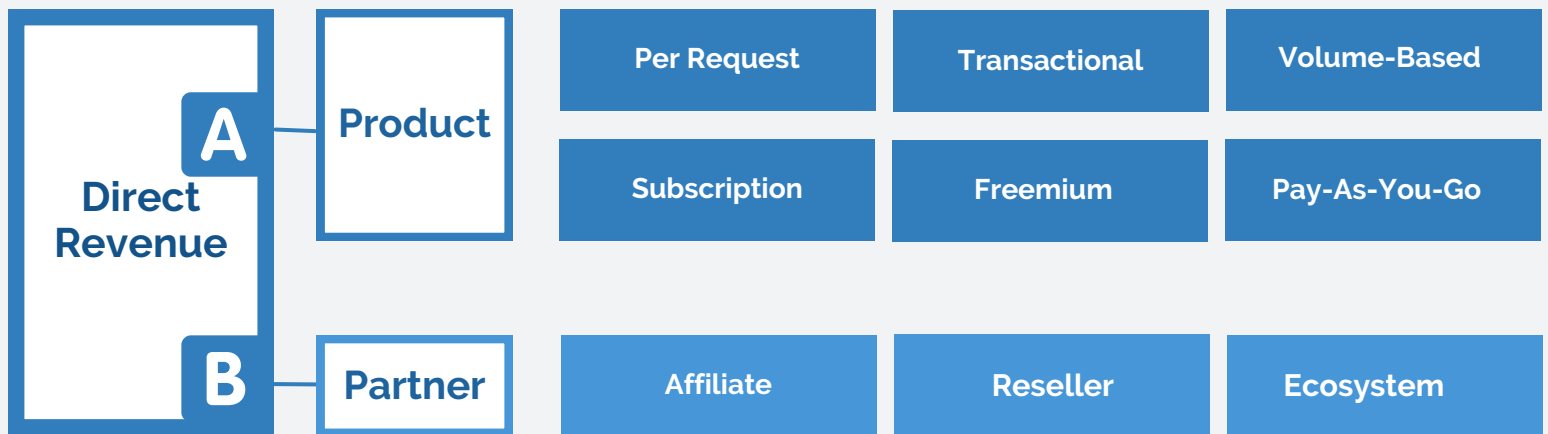 Direct
Revenue
A
Product
Per Request
Transactional
Volume-Based
Subscription
Freemium
Pay-As-You-Go
B
Partner
Affiliate
Reseller
Ecosystem